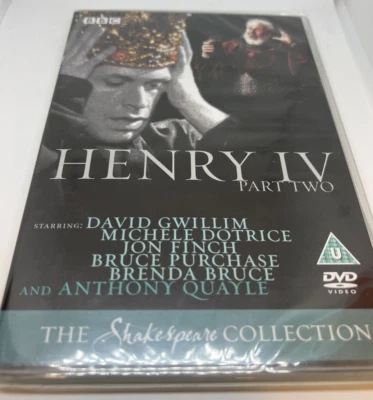 BBC
HENRY IV
PART TWO
STARRING: DAVID GWILLIM
MICHELE DOTRICE
JON FINCH
BRUCE PURCHASE
BRENDA BRUCE
AND ANTHONY QUAYLE
U
DVD
VIDEO
THE Shakespeare COLLECTION